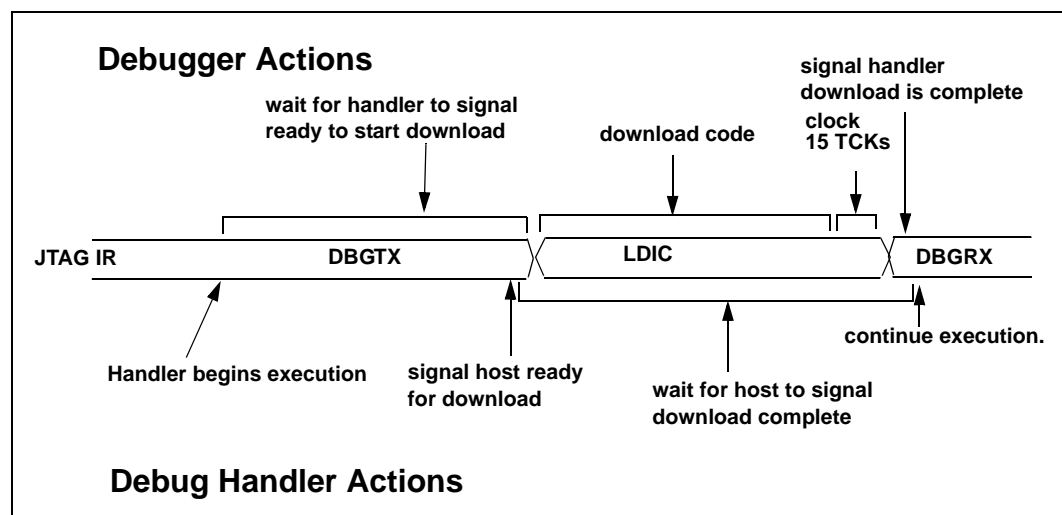 Debugger Actions
signal handler
download is complete
wait for handler to signal
ready to start download
download code
clock
15 TCKs
JTAG IR
DBGTX
LDIC
DBGRX
Handler begins execution
signal host ready
for download
wait for host to signal
download complete
continue execution.
Debug Handler Actions